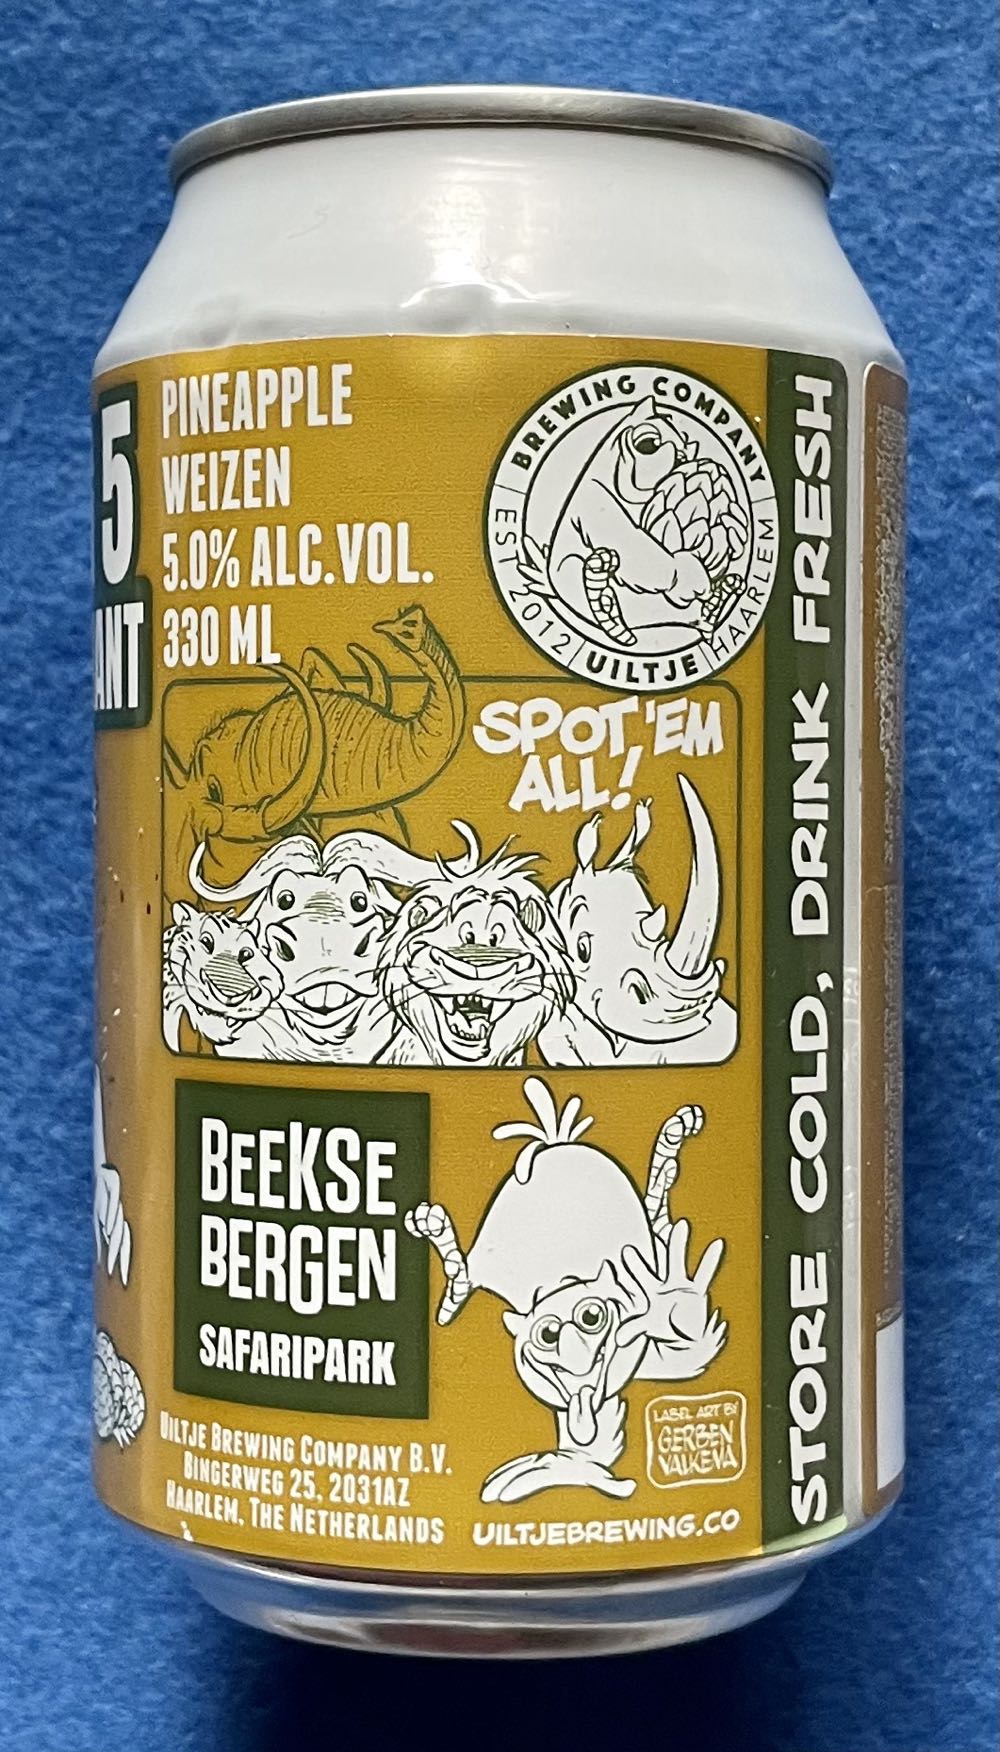 5
ANT
PINEAPPLE
WEIZEN
5.0% ALC.VOL.
330 ML
BREWING COMPANY
EST 2012
UILTJE
HAARLEM
SPOT 'EM
ALL!
BEEKSE
BERGEN
SAFARIPARK
LABEL ART BY
GERBEN
VALKEMA
UILTJE BREWING COMPANY B.V.
BINGERWEG 25, 2031AZ
HAARLEM, THE NETHERLANDS
UILTJEBREWING.CO
STORE COLD, DRINK FRESH